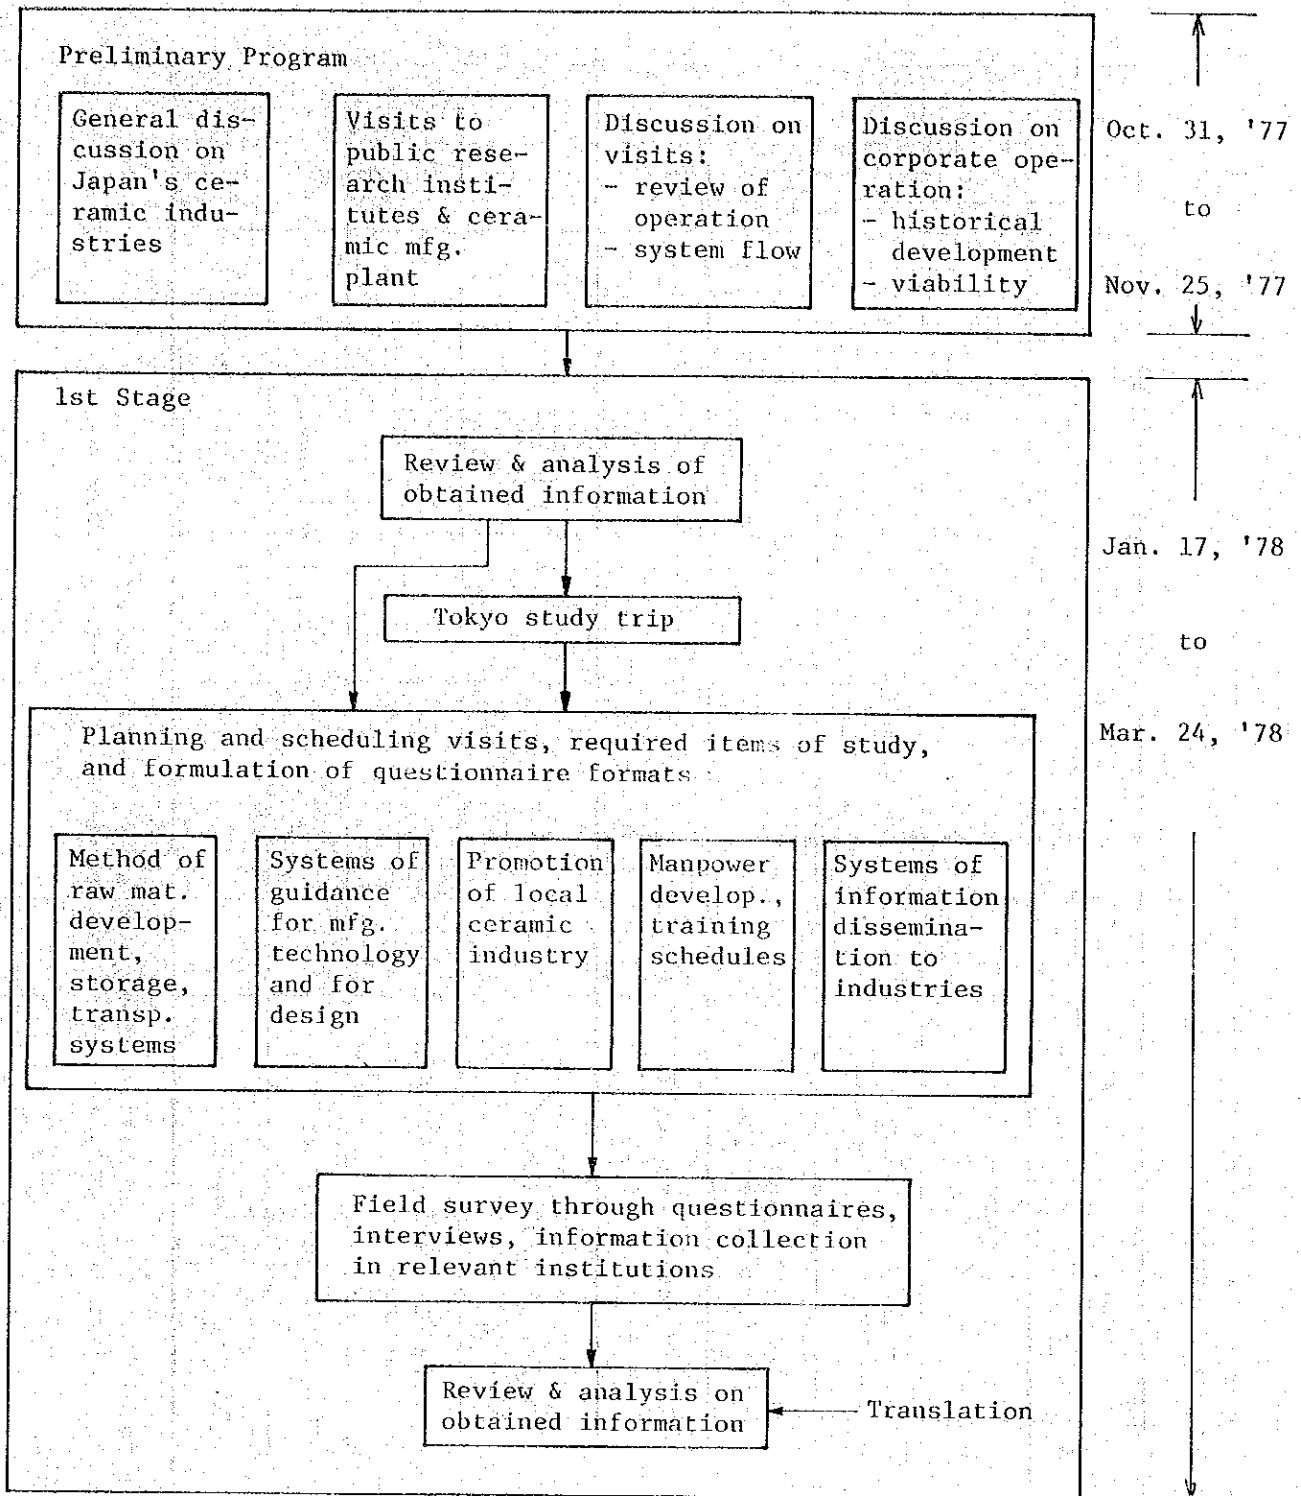 Preliminary Program
General dis-
cussion on
Japan's ce-
ramic indu-
stries
Visits to
public rese-
arch insti-
tutes & cera-
mic mfg.
plant
Discussion on
visits:
- review of
operation
- system flow
Discussion on
corporate ope-
ration:
- historical
development
- viability
Oct. 31, '77
to
Nov. 25, '77
1st Stage
Review & analysis of
obtained information
Tokyo study trip
Jan. 17, '78
to
Mar. 24, '78
Planning and scheduling visits, required items of study,
and formulation of questionnaire formats
Method of
raw mat.
develop-
ment,
storage,
transp.
systems
Systems of
guidance
for mfg.
technology
and for
design
Promotion
of local
ceramic
industry
Manpower
develop.,
training
schedules
Systems of
information
dissemina-
tion to
industries
Field survey through questionnaires,
interviews, information collection
in relevant institutions
Review & analysis on
obtained information
Translation